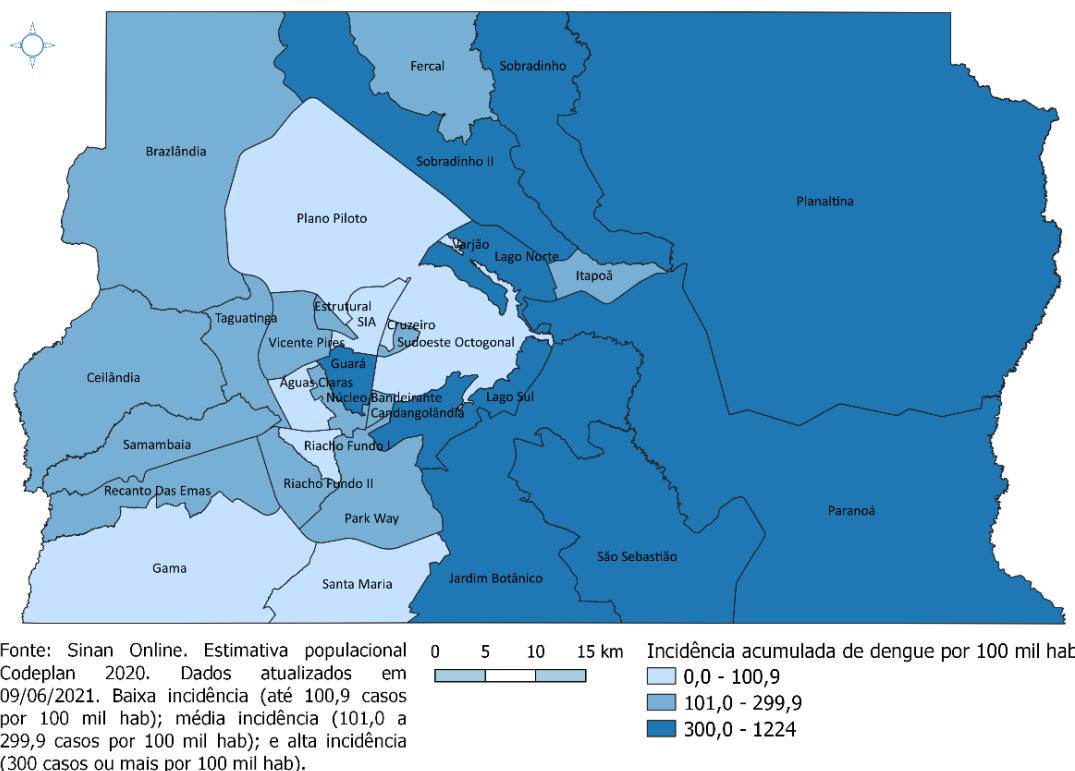 Fercal
Sobradinho
Brazlândia
Sobradinho II
Planaltina
Plano Piloto
Varjão
Lago Norte
Itapoã
Estrutural
Taguatinga
SIA
Cruzeiro
Vicente Pires
Sudoeste Octogonal
Guará
Ceilândia
Águas Claras
Núcleo Bandeirante
Lago Sul
Candangolândia
Samambaia
Riacho Fundo I
Recanto Das Emas
Riacho Fundo II
Park Way
Paranoá
São Sebastião
Gama
Santa Maria
Jardim Botânico
Fonte: Sinan Online. Estimativa populacional
Codeplan 2020. Dados atualizados em
09/06/2021. Baixa incidência (até 100,9 casos
por 100 mil hab); média incidência (101,0 a
299,9 casos por 100 mil hab); e alta incidência
(300 casos ou mais por 100 mil hab).
0 5 10 15 km
Incidência acumulada de dengue por 100 mil hab
0,0 - 100,9
101,0 - 299,9
300,0 - 1224